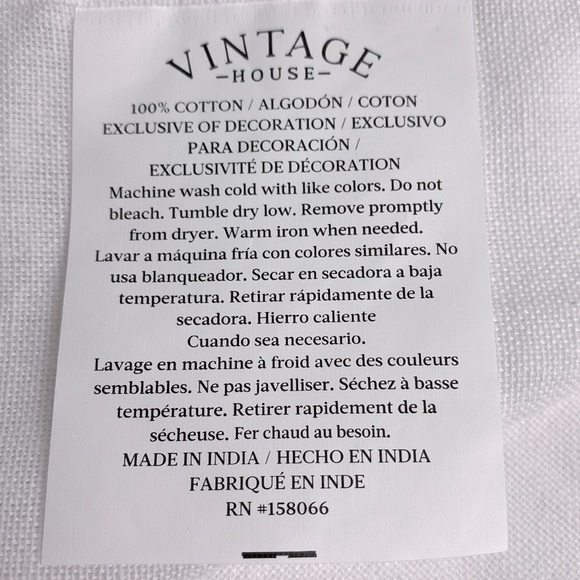 VINTAGE
–HOUSE–
100% COTTON / ALGODÓN / COTON
EXCLUSIVE OF DECORATION / EXCLUSIVO
PARA DECORACIÓN /
EXCLUSIVITÉ DE DÉCORATION
Machine wash cold with like colors. Do not
bleach. Tumble dry low. Remove promptly
from dryer. Warm iron when needed.
Lavar a máquina fría con colores similares. No
usa blanqueador. Secar en secadora a baja
temperatura. Retirar rápidamente de la
secadora. Hierro caliente
Cuando sea necesario.
Lavage en machine à froid avec des couleurs
semblables. Ne pas javelliser. Séchez à basse
température. Retirer rapidement de la
sécheuse. Fer chaud au besoin.
MADE IN INDIA / HECHO EN INDIA
FABRIQUÉ EN INDE
RN #158066